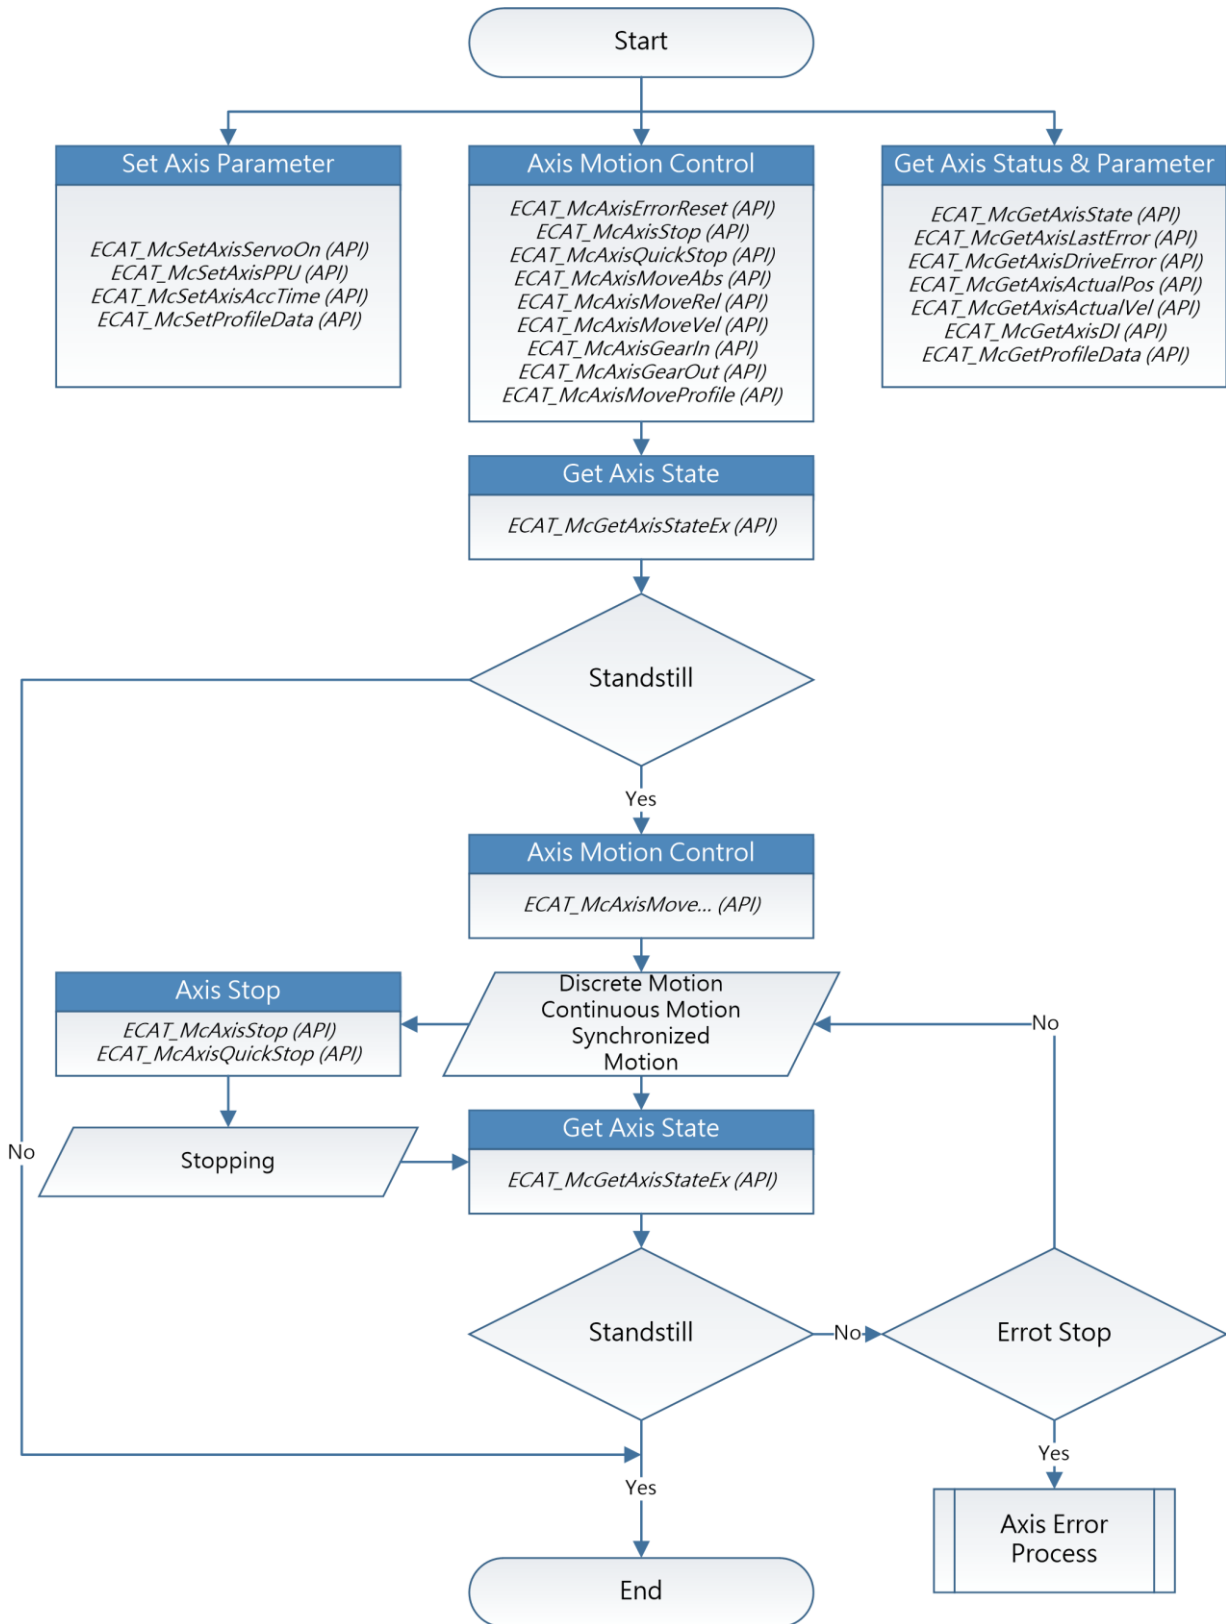 Start
Set Axis Parameter
ECAT_McSetAxisServoOn (API)
ECAT_McSetAxisPPU (API)
ECAT_McSetAxisAccTime (API)
ECAT_McSetProfileData (API)
Axis Motion Control
ECAT_McAxisErrorReset (API)
ECAT_McAxisStop (API)
ECAT_McAxisQuickStop (API)
ECAT_McAxisMoveAbs (API)
ECAT_McAxisMoveRel (API)
ECAT_McAxisMoveVel (API)
ECAT_McAxisGearIn (API)
ECAT_McAxisGearOut (API)
ECAT_McAxisMoveProfile (API)
Get Axis Status & Parameter
ECAT_McGetAxisState (API)
ECAT_McGetAxisLastError (API)
ECAT_McGetAxisDriveError (API)
ECAT_McGetAxisActualPos (API)
ECAT_McGetAxisActualVel (API)
ECAT_McGetAxisDI (API)
ECAT_McGetProfileData (API)
Get Axis State
ECAT_McGetAxisStateEx (API)
Standstill
Yes
Axis Motion Control
ECAT_McAxisMove... (API)
Discrete Motion
Continuous Motion
Synchronized
Motion
Axis Stop
ECAT_McAxisStop (API)
ECAT_McAxisQuickStop (API)
No
Get Axis State
ECAT_McGetAxisStateEx (API)
Stopping
No
Standstill
No
Errot Stop
Yes
Yes
Axis Error
Process
End